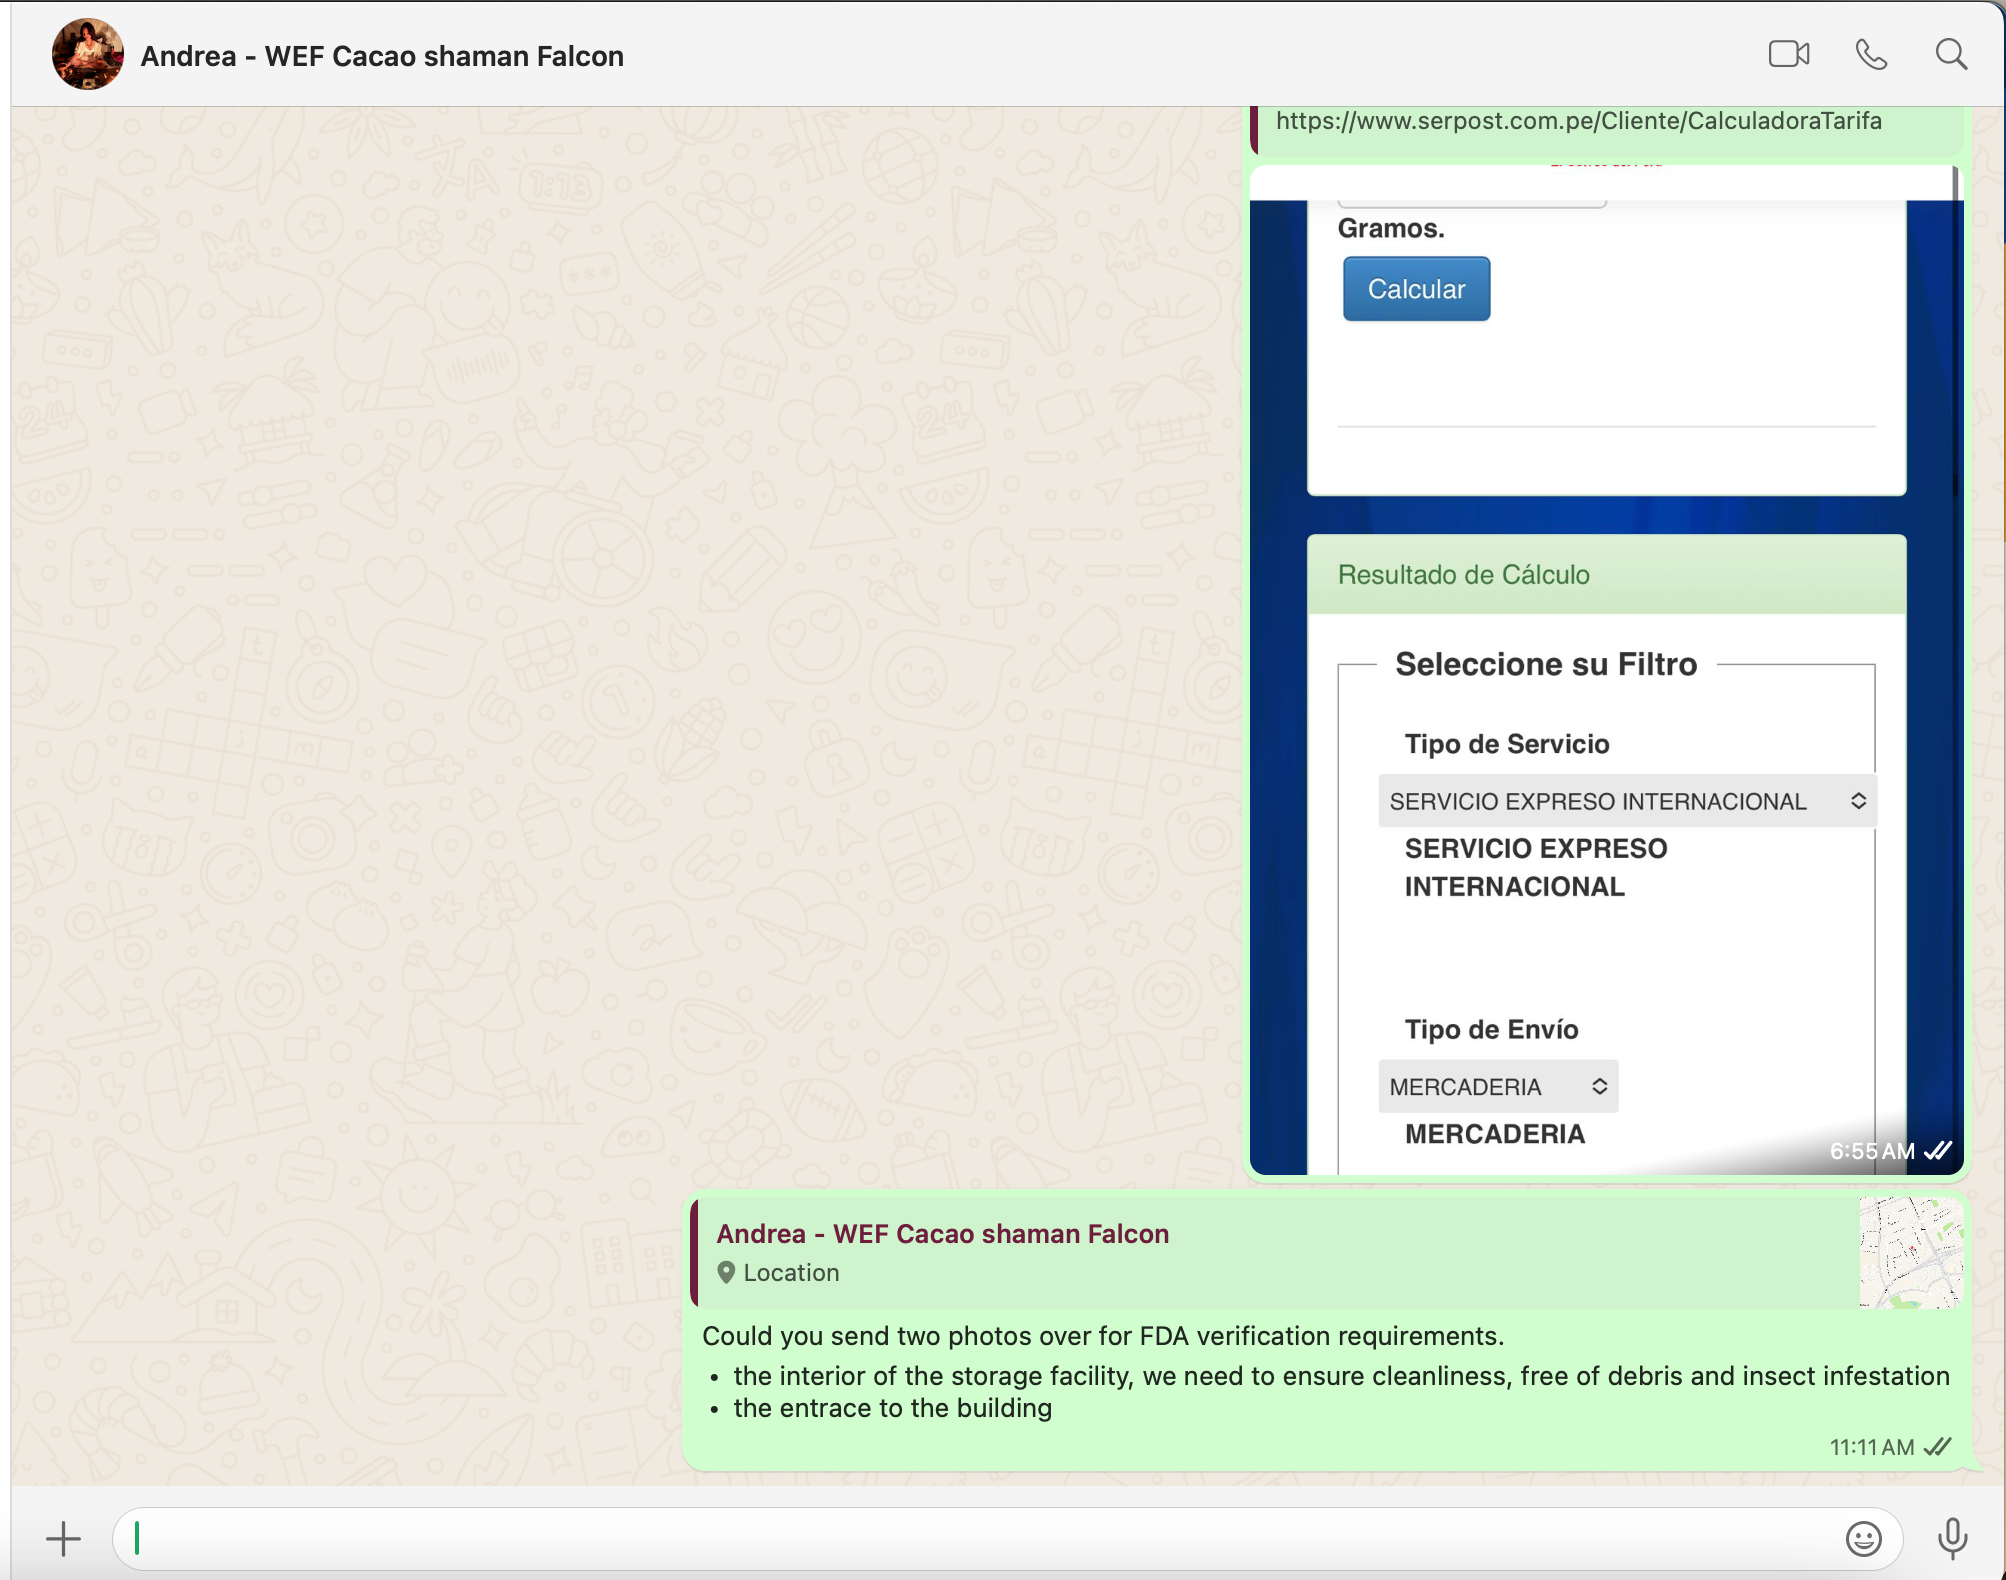 Andrea - WEF Cacao shaman Falcon
https://www.serpost.com.pe/Cliente/CalculadoraTarifa
Gramos.
Calcular
Resultado de Cálculo
Seleccione su Filtro
Tipo de Servicio
SERVICIO EXPRESO INTERNACIONAL
SERVICIO EXPRESO
INTERNACIONAL
Tipo de Envío
MERCADERIA
MERCADERIA
6:55 AM
Andrea - WEF Cacao shaman Falcon
Location
Could you send two photos over for FDA verification requirements.
• the interior of the storage facility, we need to ensure cleanliness, free of debris and insect infestation
• the entrace to the building
11:11 AM